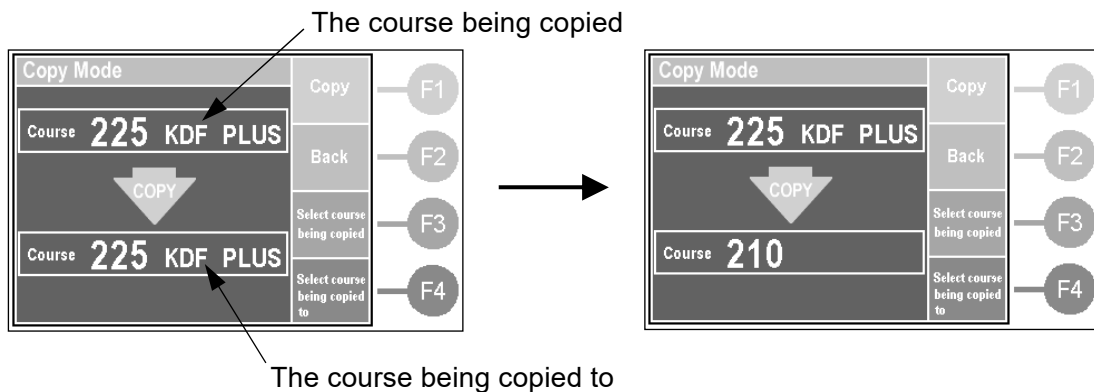 The course being copied
Copy Mode
Copy
F1
Course 225 KDF PLUS
Back
F2
COPY
Select course
being copied
F3
Course 225 KDF PLUS
Select course
being copied
to
F4
The course being copied to
Copy Mode
Copy
F1
Course 225 KDF PLUS
Back
F2
COPY
Select course
being copied
F3
Course 210
Select course
being copied
to
F4